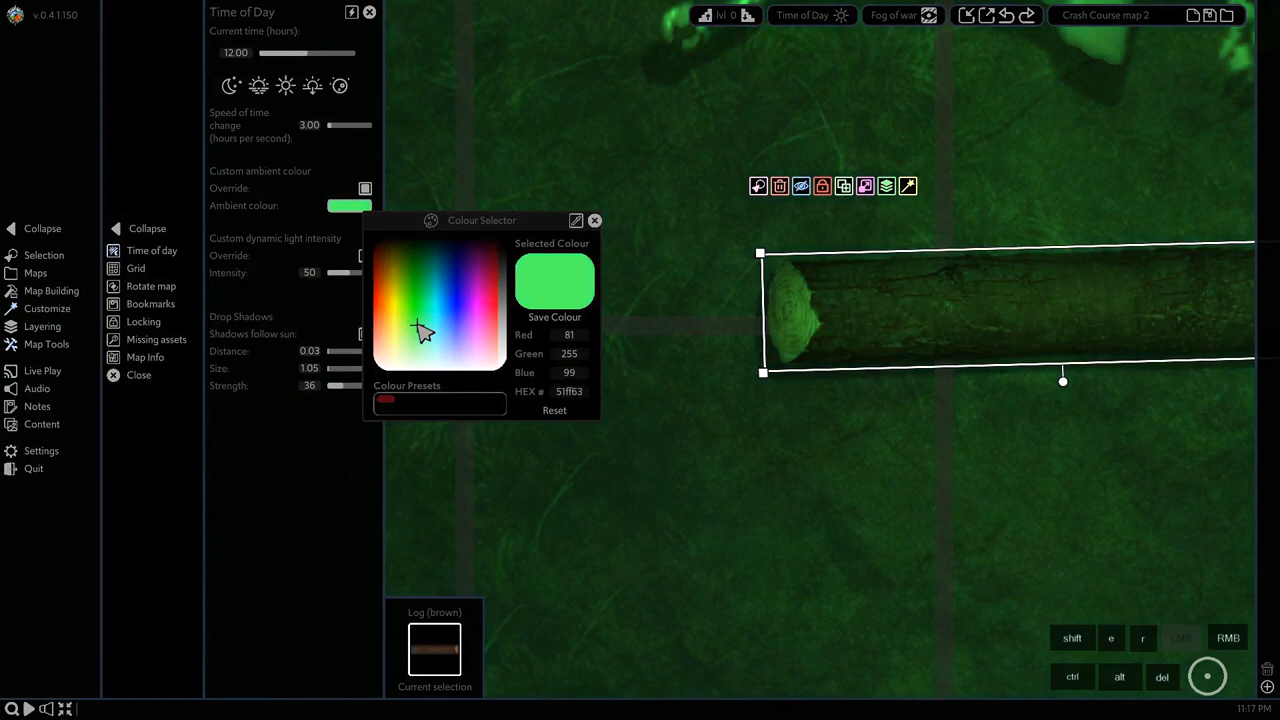 v.0.4.1.150
Collapse
Selection
Maps
Map Building
Customize
Layering
Map Tools
Live Play
Audio
Notes
Content
Settings
Quit
Collapse
Time of day
Grid
Rotate map
Bookmarks
Locking
Missing assets
Map Info
Close
Time of Day
Current time (hours):
12.00
Speed of time
change
(hours per second):
3.00
Custom ambient colour
Override:
Ambient colour:
Custom dynamic light intensity
Override:
Intensity:
50
Drop Shadows
Shadows follow sun:
Distance:
0.03
Size:
1.05
Strength:
36
Colour Selector
Selected Colour
Save Colour
Red 81
Green 255
Blue 99
HEX # 51ff63
Reset
Colour Presets
lvl 0
Time of Day
Fog of war
Crash Course map 2
Log (brown)
Current selection
shift
e
r
LMB
RMB
ctrl
alt
del
11:17 PM